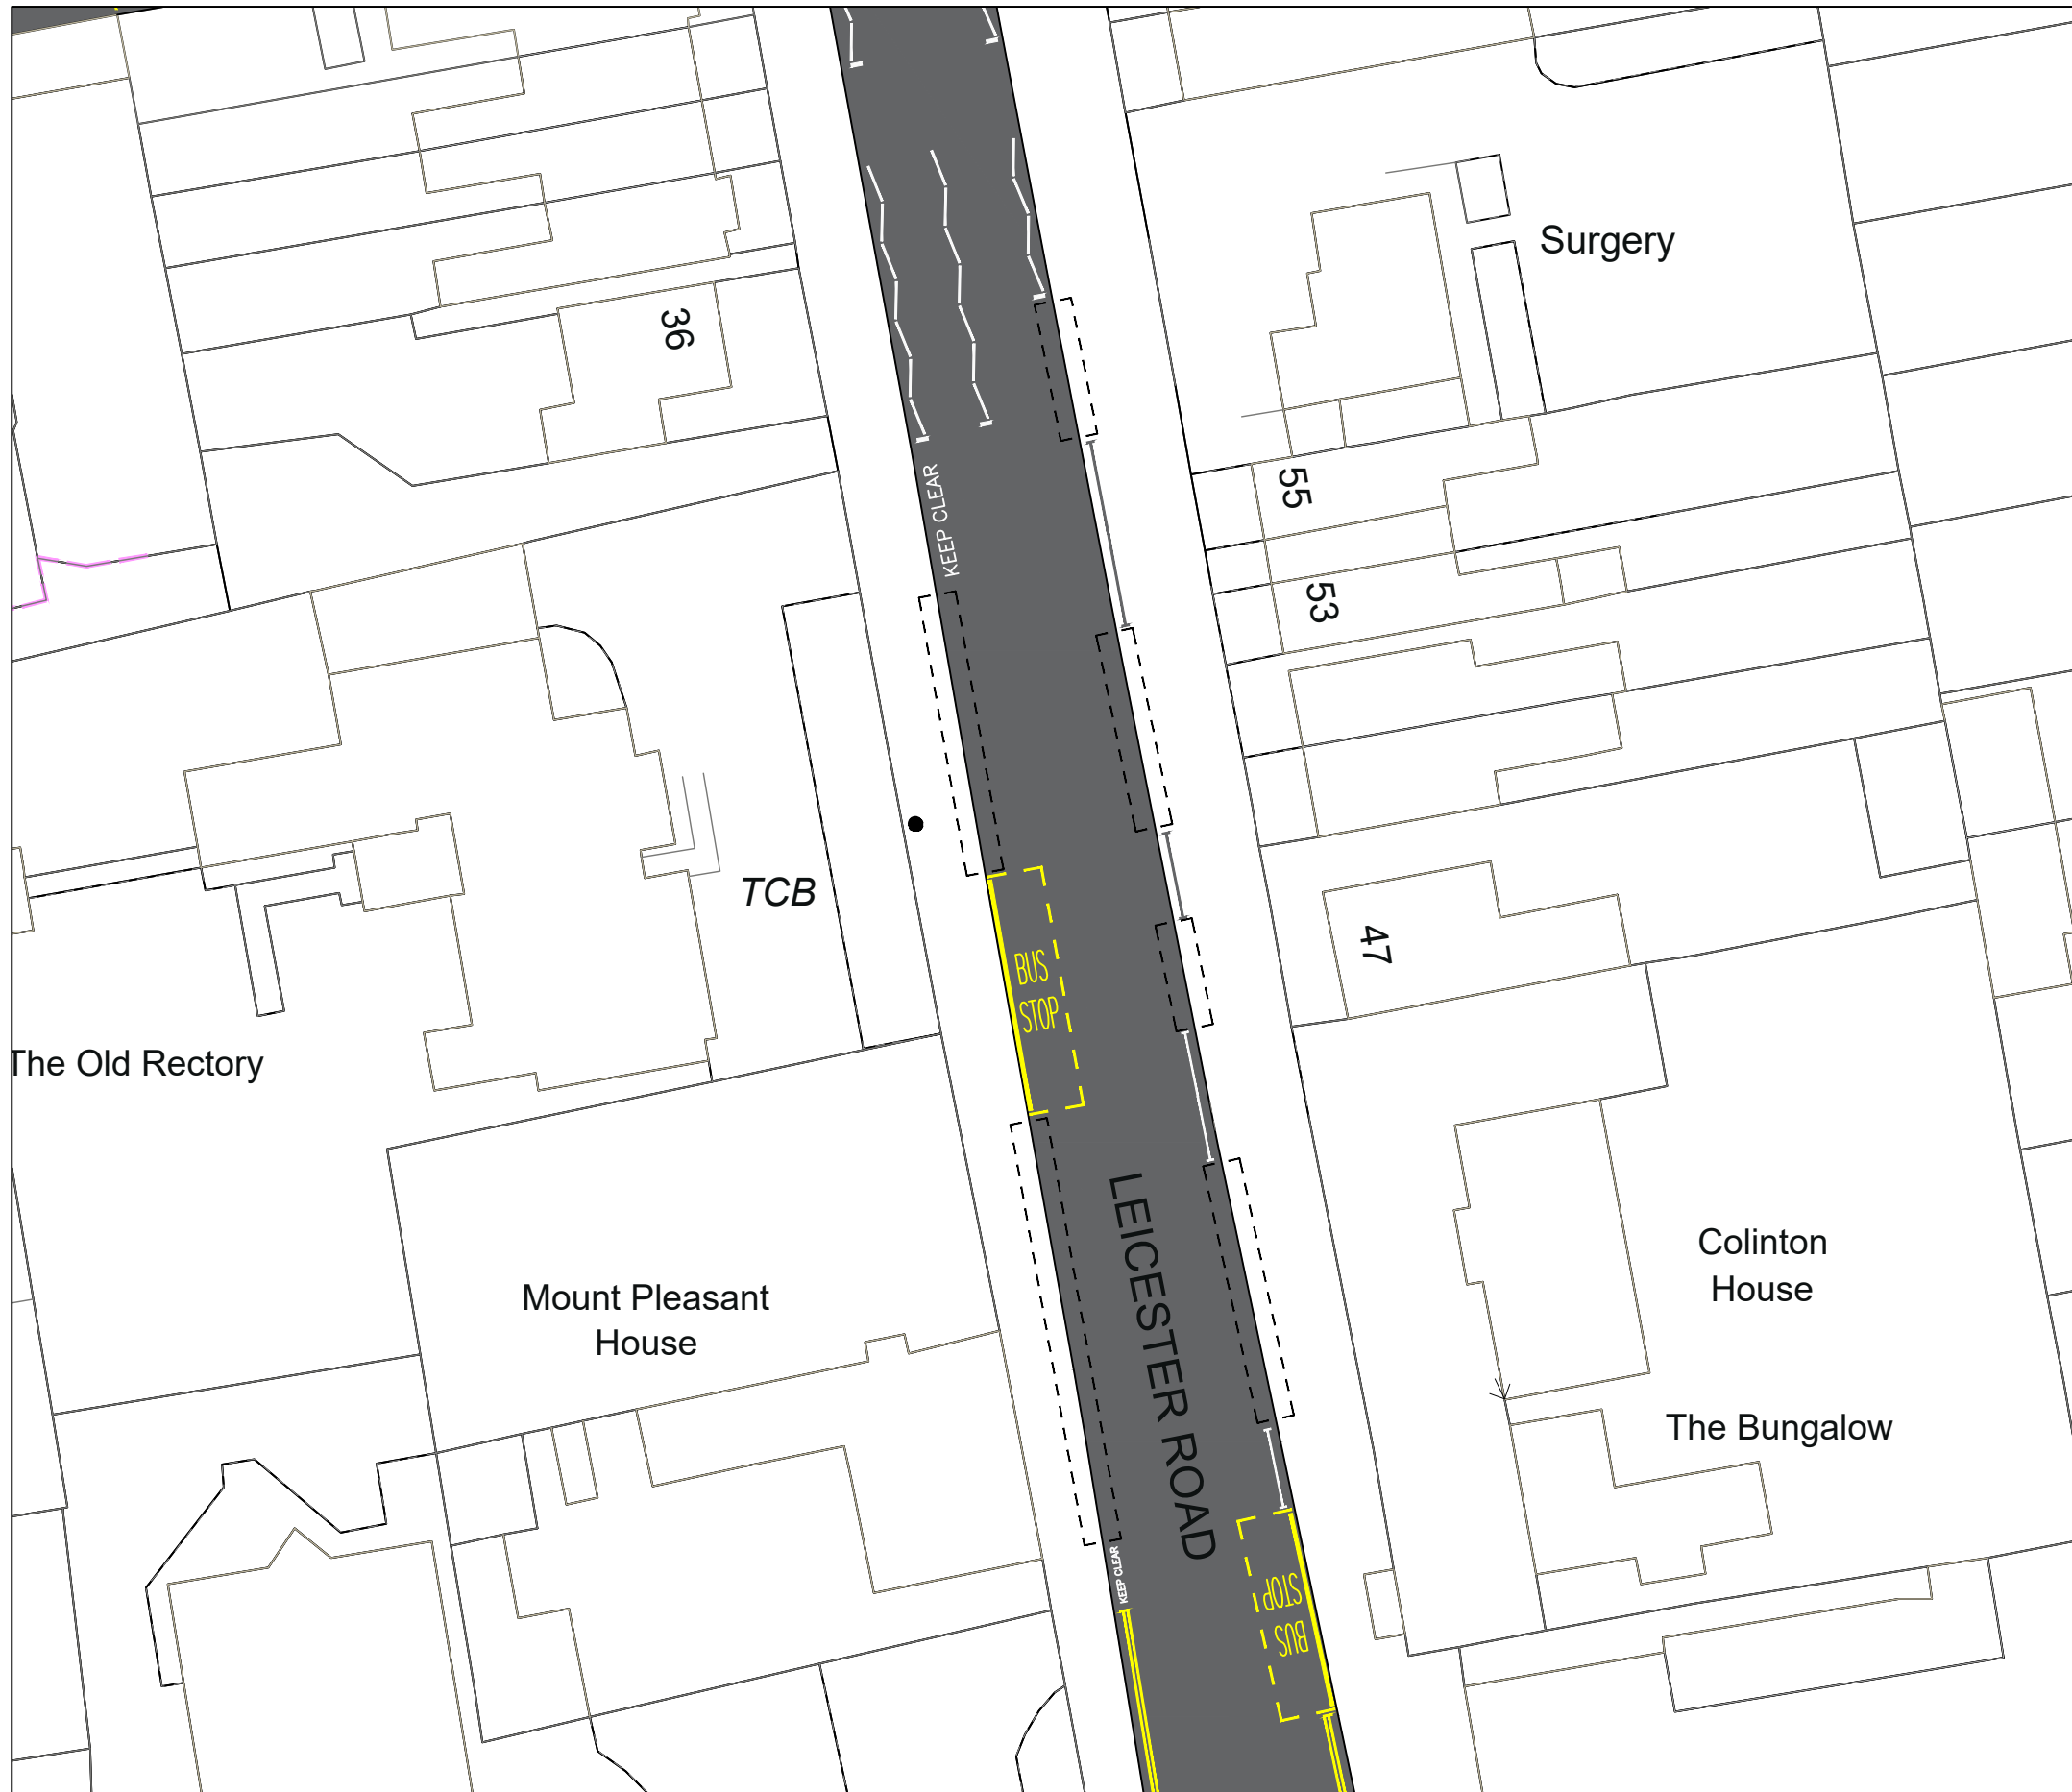 Surgery
36
KEEP CLEAR
55
53
TCB
47
BUS
STOP
The Old Rectory
LEICESTER ROAD
Colinton
House
Mount Pleasant
House
The Bungalow
KEEP CLEAR
BUS
STOP